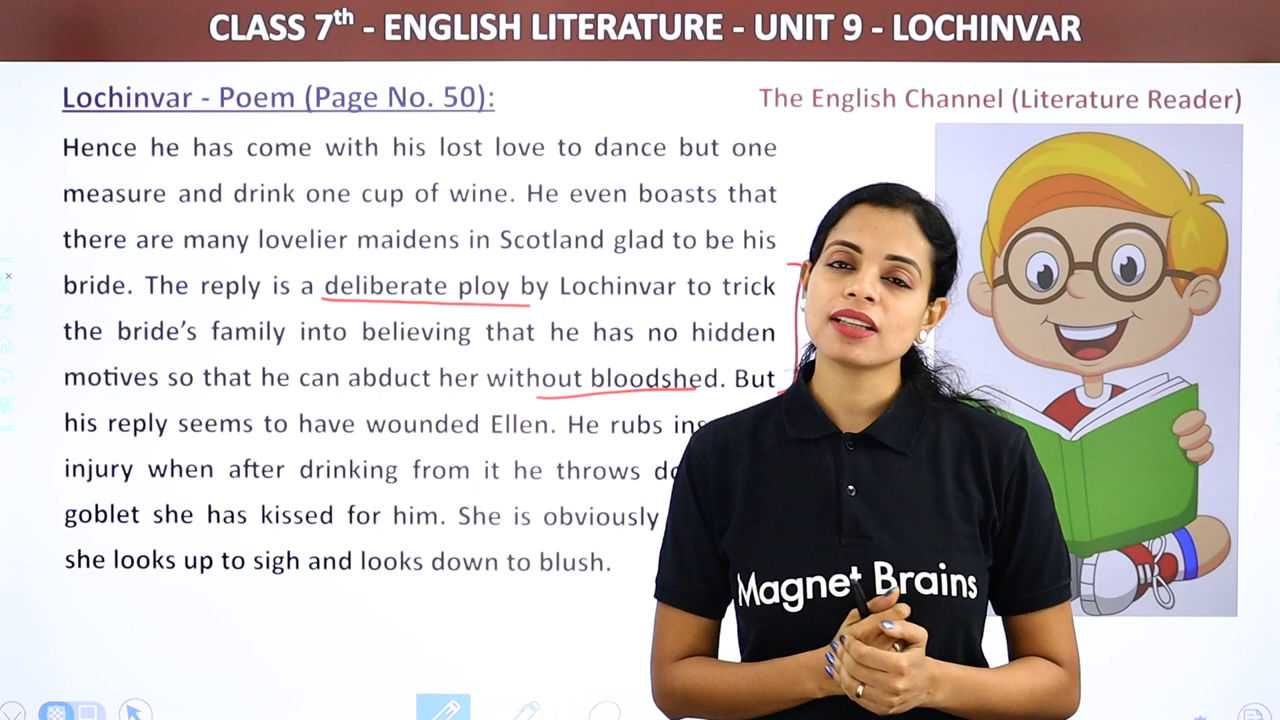 CLASS 7th - ENGLISH LITERATURE - UNIT 9 - LOCHINVAR
Lochinvar - Poem (Page No. 50):
The English Channel (Literature Reader)
Hence he has come with his lost love to dance but one
measure and drink one cup of wine. He even boasts that
there are many lovelier maidens in Scotland glad to be his
bride. The reply is a deliberate ploy by Lochinvar to trick
the bride's family into believing that he has no hidden
motives so that he can abduct her without bloodshed. But
his reply seems to have wounded Ellen. He rubs
injury when after drinking from it he throws
goblet she has kissed for him. She is obviously
she looks up to sigh and looks down to blush.
Magnet Brains